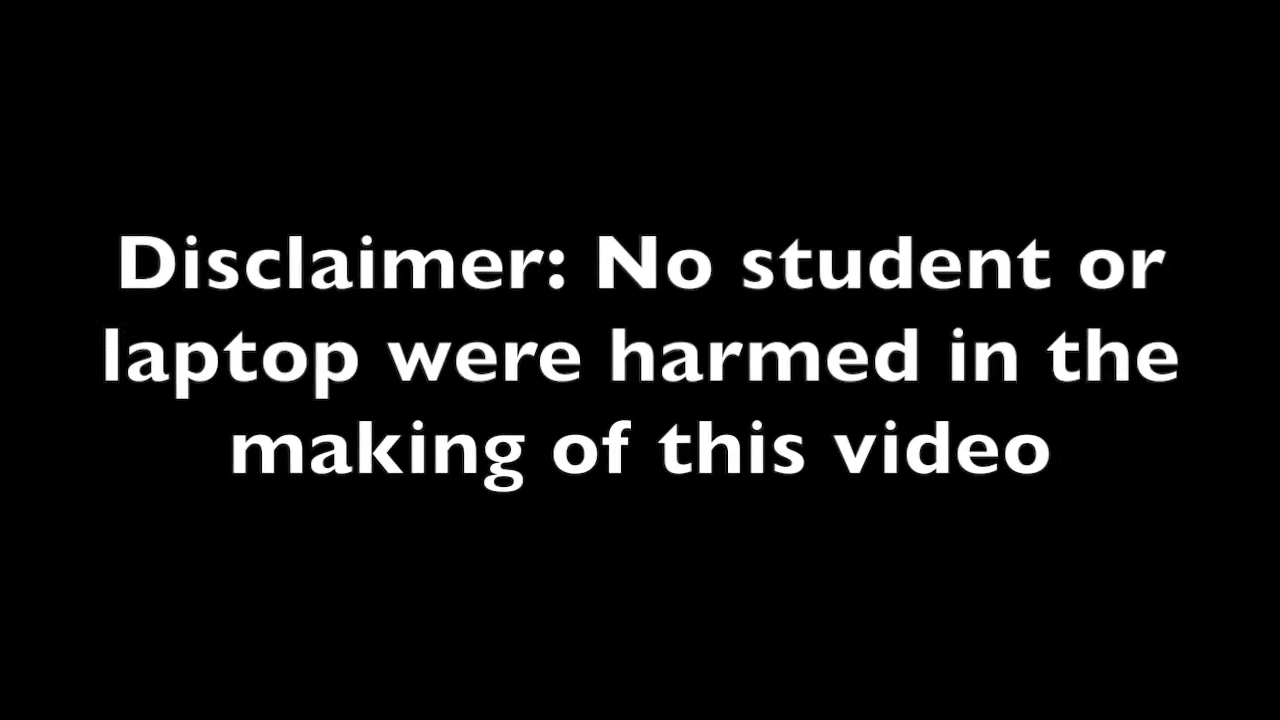 Disclaimer: No student or
laptop were harmed in the
making of this video